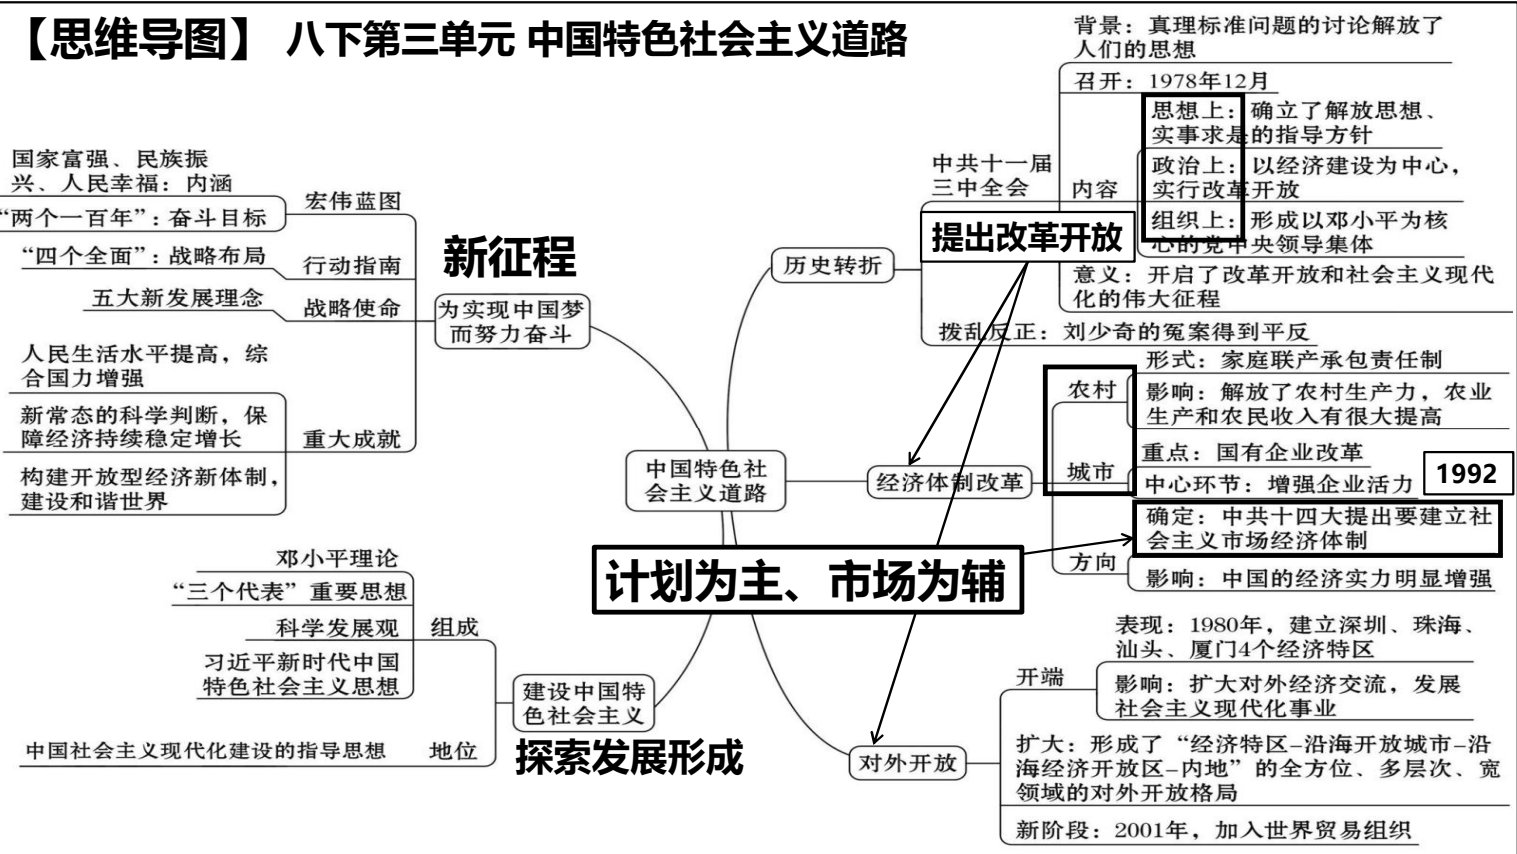 【思维导图】 八下第三单元 中国特色社会主义道路
中国特色社
会主义道路
历史转折
中共十一届
三中全会
背景：真理标准问题的讨论解放了
人们的思想
召开：1978年12月
内容
思想上：确立了解放思想、
实事求是的指导方针
政治上：以经济建设为中心，
实行改革开放
组织上：形成以邓小平为核
心的党中央领导集体
意义：开启了改革开放和社会主义现代
化的伟大征程
拨乱反正：刘少奇的冤案得到平反
提出改革开放
经济体制改革
农村
形式：家庭联产承包责任制
影响：解放了农村生产力，农业
生产和农民收入有很大提高
城市
重点：国有企业改革
中心环节：增强企业活力
1992
方向
确定：中共十四大提出要建立社
会主义市场经济体制
影响：中国的经济实力明显增强
计划为主、市场为辅
对外开放
开端
表现：1980年，建立深圳、珠海、
汕头、厦门4个经济特区
影响：扩大对外经济交流，发展
社会主义现代化事业
扩大：形成了“经济特区–沿海开放城市–沿
海经济开放区–内地”的全方位、多层次、宽
领域的对外开放格局
新阶段：2001年，加入世界贸易组织
新征程
为实现中国梦
而努力奋斗
宏伟蓝图
国家富强、民族振
兴、人民幸福：内涵
“两个一百年”：奋斗目标
行动指南
“四个全面”：战略布局
战略使命
五大新发展理念
重大成就
人民生活水平提高，综
合国力增强
新常态的科学判断，保
障经济持续稳定增长
构建开放型经济新体制，
建设和谐世界
建设中国特
色社会主义
探索发展形成
组成
邓小平理论
“三个代表”重要思想
科学发展观
习近平新时代中国
特色社会主义思想
地位
中国社会主义现代化建设的指导思想